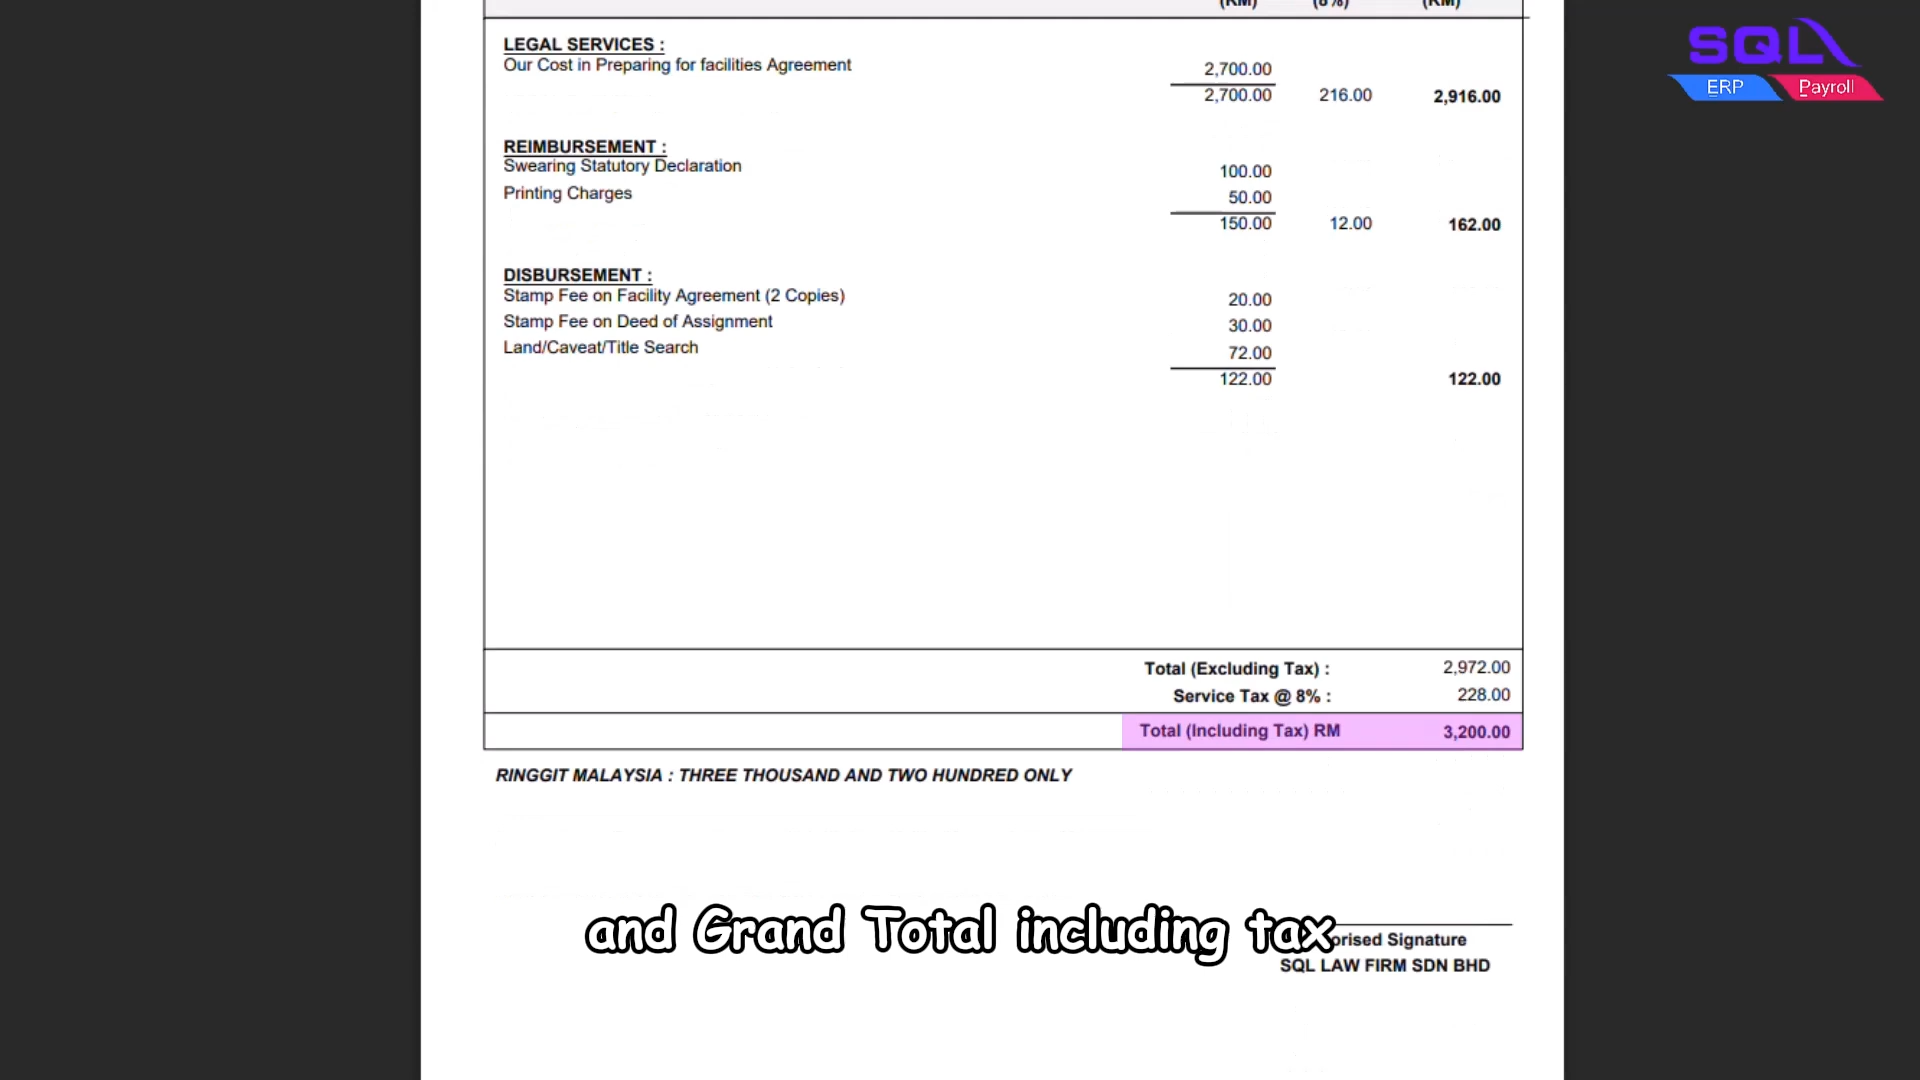 (RM) (8%) (RM)
SQL
ERP Payroll
LEGAL SERVICES :
Our Cost in Preparing for facilities Agreement 2,700.00
2,700.00 216.00 2,916.00
REIMBURSEMENT :
Swearing Statutory Declaration 100.00
Printing Charges 50.00
150.00 12.00 162.00
DISBURSEMENT :
Stamp Fee on Facility Agreement (2 Copies) 20.00
Stamp Fee on Deed of Assignment 30.00
Land/Caveat/Title Search 72.00
122.00 122.00
Total (Excluding Tax) : 2,972.00
Service Tax @ 8% : 228.00
Total (Including Tax) RM 3,200.00
RINGGIT MALAYSIA : THREE THOUSAND AND TWO HUNDRED ONLY
and Grand Total including tax
orised Signature
SQL LAW FIRM SDN BHD